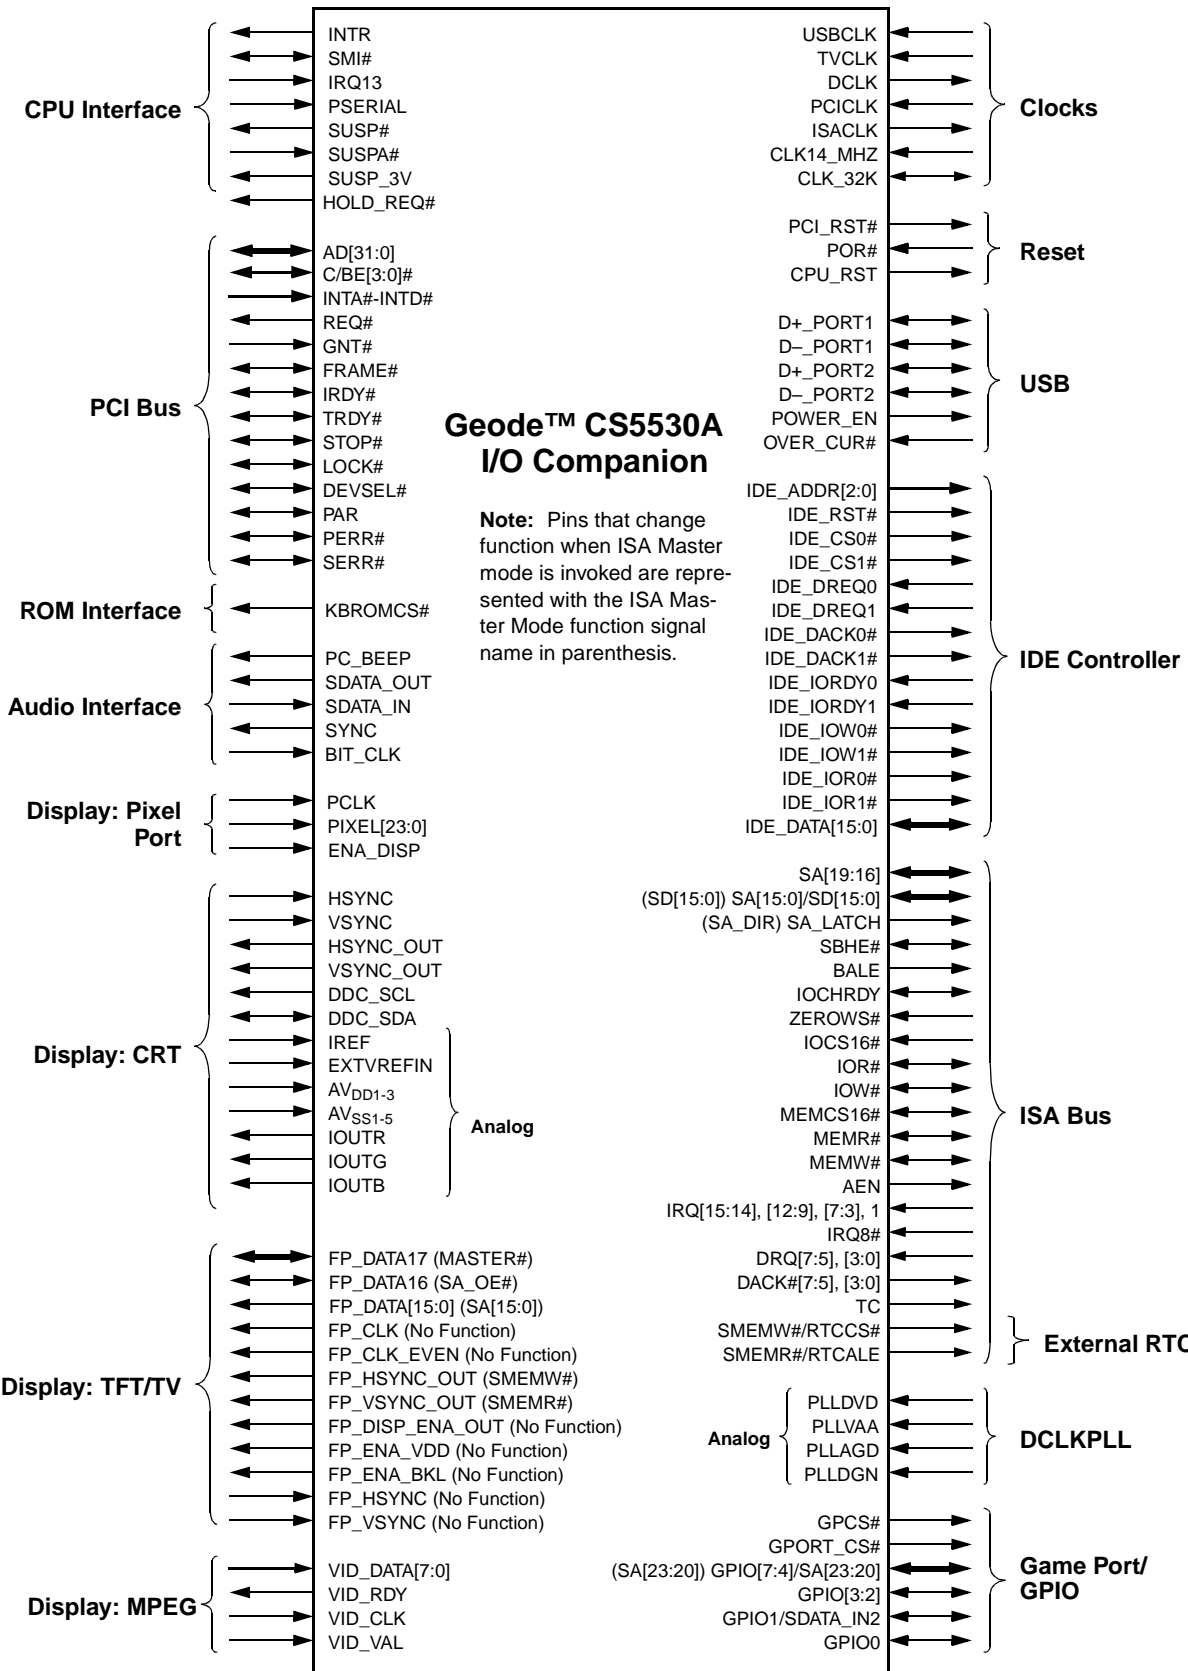 CPU Interface
INTR
SMI#
IRQ13
PSERIAL
SUSP#
SUSPA#
SUSP_3V
HOLD_REQ#
PCI Bus
AD[31:0]
C/BE[3:0]#
INTA#-INTD#
REQ#
GNT#
FRAME#
IRDY#
TRDY#
STOP#
LOCK#
DEVSEL#
PAR
PERR#
SERR#
ROM Interface
KBROMCS#
Audio Interface
PC_BEEP
SDATA_OUT
SDATA_IN
SYNC
BIT_CLK
Display: Pixel
Port
PCLK
PIXEL[23:0]
ENA_DISP
Display: CRT
HSYNC
VSYNC
HSYNC_OUT
VSYNC_OUT
DDC_SCL
DDC_SDA
IREF
EXTVREFIN
AVDD1-3
AVSS1-5
IOUTR
IOUTG
IOUTB
Analog
Display: TFT/TV
FP_DATA17 (MASTER#)
FP_DATA16 (SA_OE#)
FP_DATA[15:0] (SA[15:0])
FP_CLK (No Function)
FP_CLK_EVEN (No Function)
FP_HSYNC_OUT (SMEMW#)
FP_VSYNC_OUT (SMEMR#)
FP_DISP_ENA_OUT (No Function)
FP_ENA_VDD (No Function)
FP_ENA_BKL (No Function)
FP_HSYNC (No Function)
FP_VSYNC (No Function)
Display: MPEG
VID_DATA[7:0]
VID_RDY
VID_CLK
VID_VAL
Geode™ CS5530A
I/O Companion
Note: Pins that change
function when ISA Master
mode is invoked are repre-
sented with the ISA Mas-
ter Mode function signal
name in parenthesis.
USBCLK
TVCLK
DCLK
PCICLK
ISACLK
CLK14_MHZ
CLK_32K
Clocks
PCI_RST#
POR#
CPU_RST
Reset
D+_PORT1
D–_PORT1
D+_PORT2
D–_PORT2
POWER_EN
OVER_CUR#
USB
IDE_ADDR[2:0]
IDE_RST#
IDE_CS0#
IDE_CS1#
IDE_DREQ0
IDE_DREQ1
IDE_DACK0#
IDE_DACK1#
IDE_IORDY0
IDE_IORDY1
IDE_IOW0#
IDE_IOW1#
IDE_IOR0#
IDE_IOR1#
IDE_DATA[15:0]
IDE Controller
SA[19:16]
(SD[15:0]) SA[15:0]/SD[15:0]
(SA_DIR) SA_LATCH
SBHE#
BALE
IOCHRDY
ZEROWS#
IOCS16#
IOR#
IOW#
MEMCS16#
MEMR#
MEMW#
AEN
IRQ[15:14], [12:9], [7:3], 1
IRQ8#
DRQ[7:5], [3:0]
DACK#[7:5], [3:0]
TC
SMEMW#/RTCCS#
SMEMR#/RTCALE
ISA Bus
External RTC
Analog
PLLDVD
PLLVAA
PLLAGD
PLLDGN
DCLKPLL
GPCS#
GPORT_CS#
(SA[23:20]) GPIO[7:4]/SA[23:20]
GPIO[3:2]
GPIO1/SDATA_IN2
GPIO0
Game Port/
GPIO